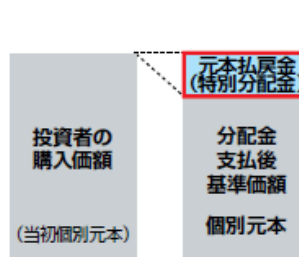 元本払戻金
(特別分配金)
投資者の
購入価額
(当初個別元本)
分配金
支払後
基準価額
個別元本